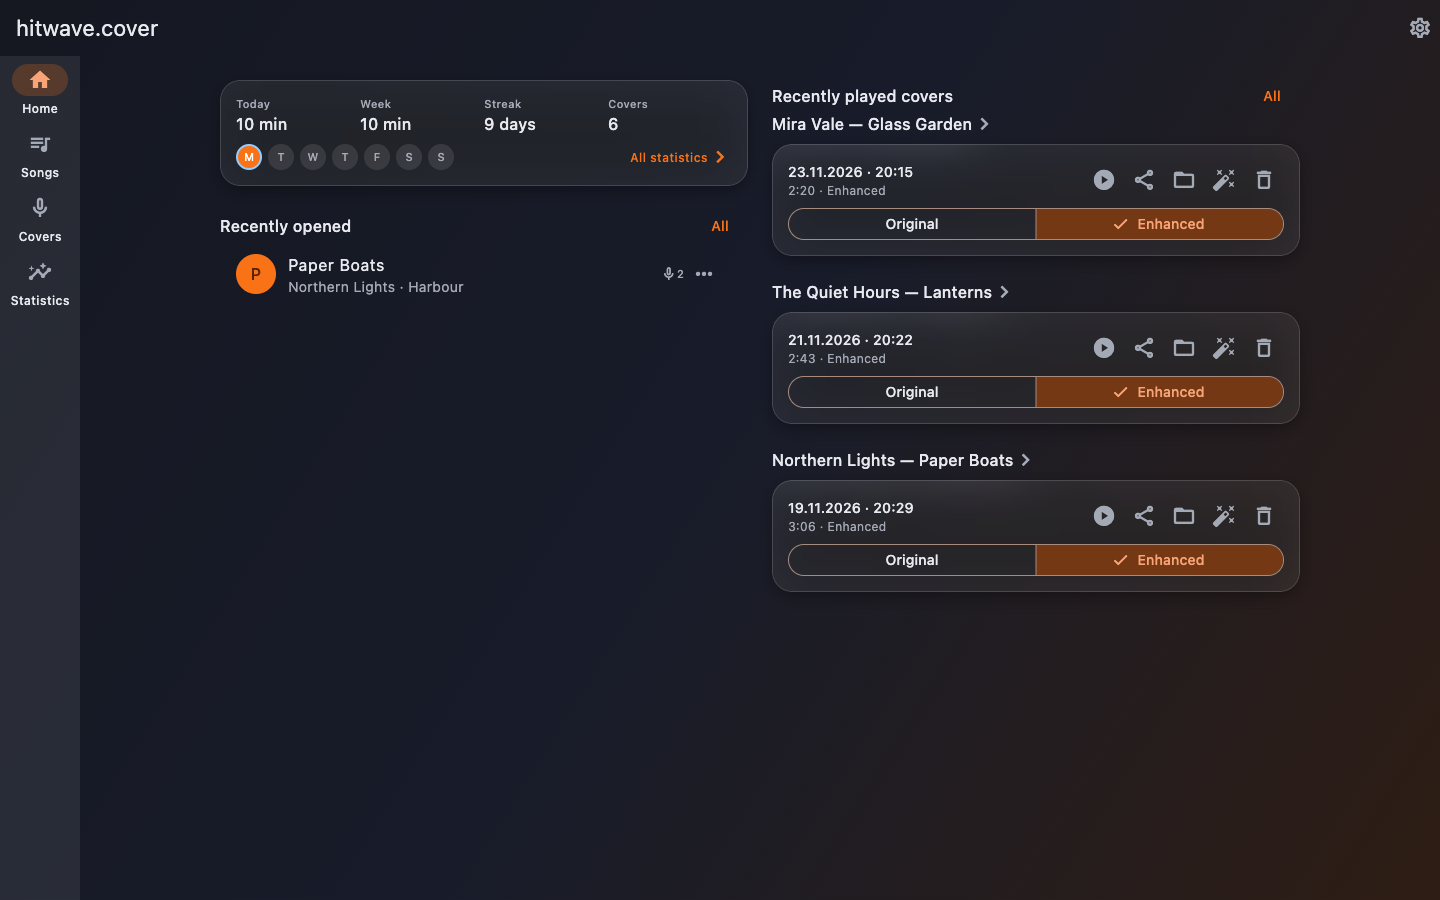 hitwave.cover
Home
Songs
Covers
Statistics
Today Week Streak Covers
10 min 10 min 9 days 6
M T W T F S S All statistics
Recently opened All
P
Paper Boats
Northern Lights · Harbour
2
Recently played covers All
Mira Vale — Glass Garden
23.11.2026 · 20:15
2:20 · Enhanced
Original Enhanced
The Quiet Hours — Lanterns
21.11.2026 · 20:22
2:43 · Enhanced
Original Enhanced
Northern Lights — Paper Boats
19.11.2026 · 20:29
3:06 · Enhanced
Original Enhanced